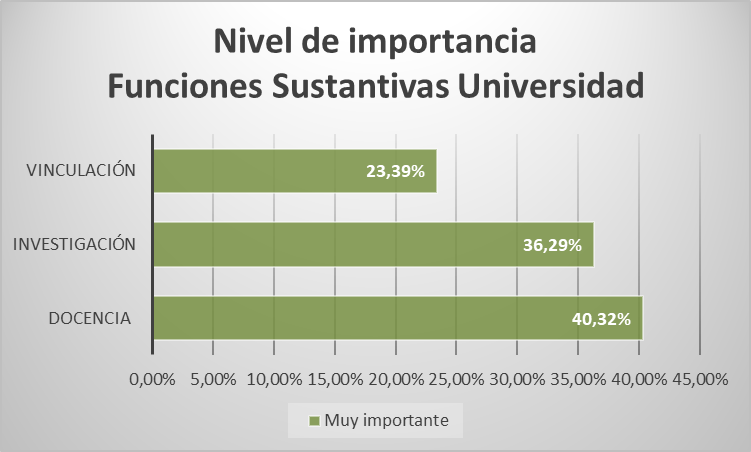 Nivel de importancia
Funciones Sustantivas Universidad
VINCULACIÓN
23,39%
INVESTIGACIÓN
36,29%
DOCENCIA
40,32%
0,00% 5,00% 10,00% 15,00% 20,00% 25,00% 30,00% 35,00% 40,00% 45,00%
Muy importante